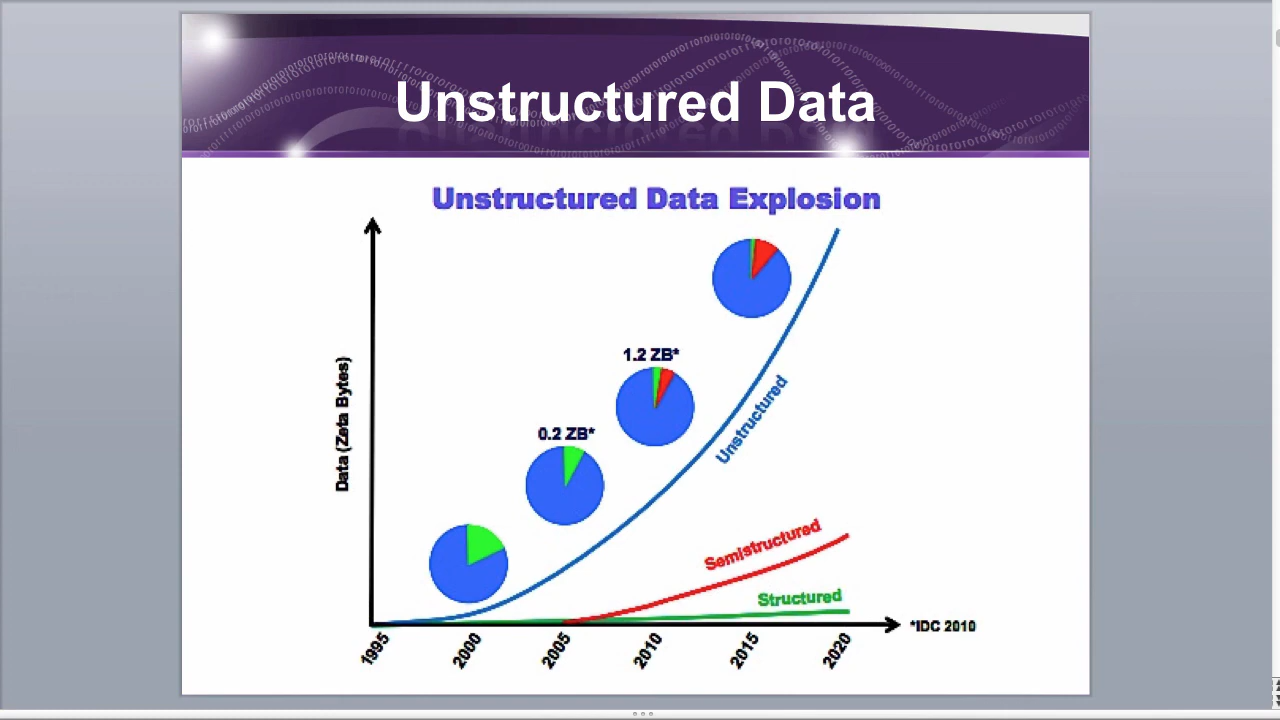 Unstructured Data
Unstructured Data Explosion
1.2 ZB*
0.2 ZB*
Data (Zeta Bytes)
Unstructured
Semistructured
Structured
*IDC 2010
1995
2000
2005
2010
2015
2020